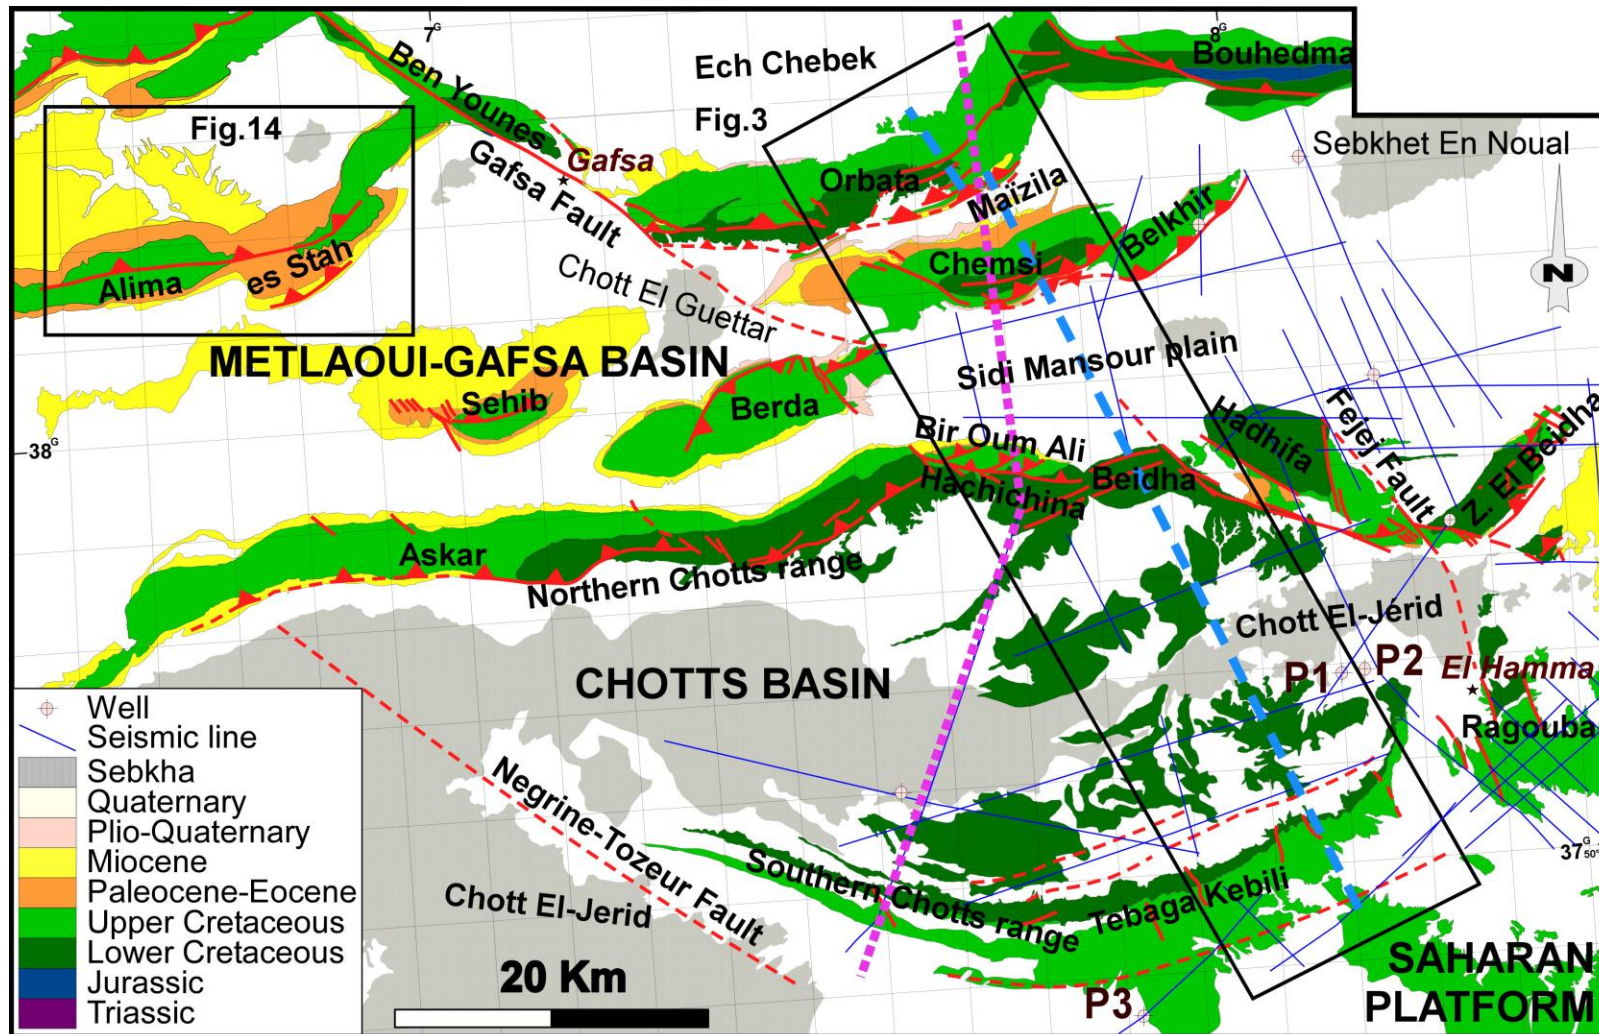 7G
8G
Ech Chebek
Bouhedma
Ben Younes
Fig.14
Fig.3
Sebkhet En Noual
Gafsa
Gafsa Fault
Orbata
Maïzila
Belkhir
Chemsi
Alima
es Stah
Chott El Guettar
N
METLAOUI-GAFSA BASIN
Sidi Mansour plain
Sehib
Berda
Bir Oum Ali
Hadhifa
Fejej Fault
Z. El Beidha
38G
Hachichina
Beidha
Askar
Northern Chotts range
Chott El-Jerid
CHOTTS BASIN
P1
P2
El Hamma
Ragouba
Negrine-Tozeur Fault
Southern Chotts range
Tebaga Kebili
Chott El-Jerid
37G
50'
20 Km
P3
SAHARAN
PLATFORM
Well
Seismic line
Sebkha
Quaternary
Plio-Quaternary
Miocene
Paleocene-Eocene
Upper Cretaceous
Lower Cretaceous
Jurassic
Triassic